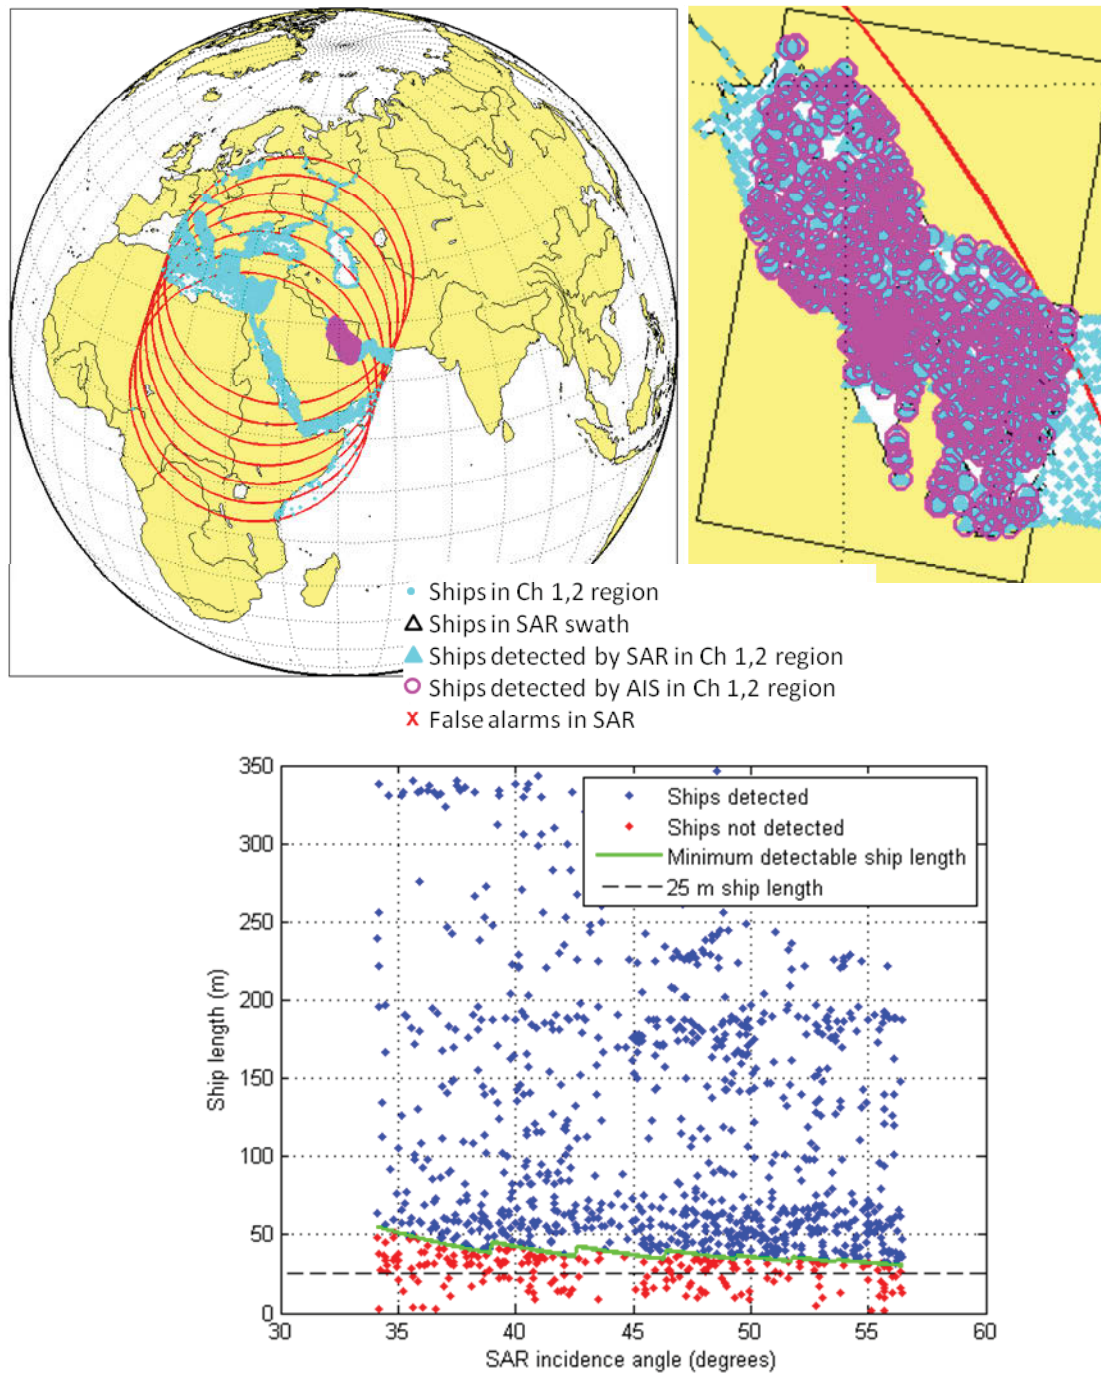 Ships in Ch 1,2 region
Ships in SAR swath
Ships detected by SAR in Ch 1,2 region
Ships detected by AIS in Ch 1,2 region
x False alarms in SAR
350
300
250
200
150
100
50
0
Ship length (m)
Ships detected
Ships not detected
Minimum detectable ship length
25 m ship length
30 35 40 45 50 55 60
SAR incidence angle (degrees)